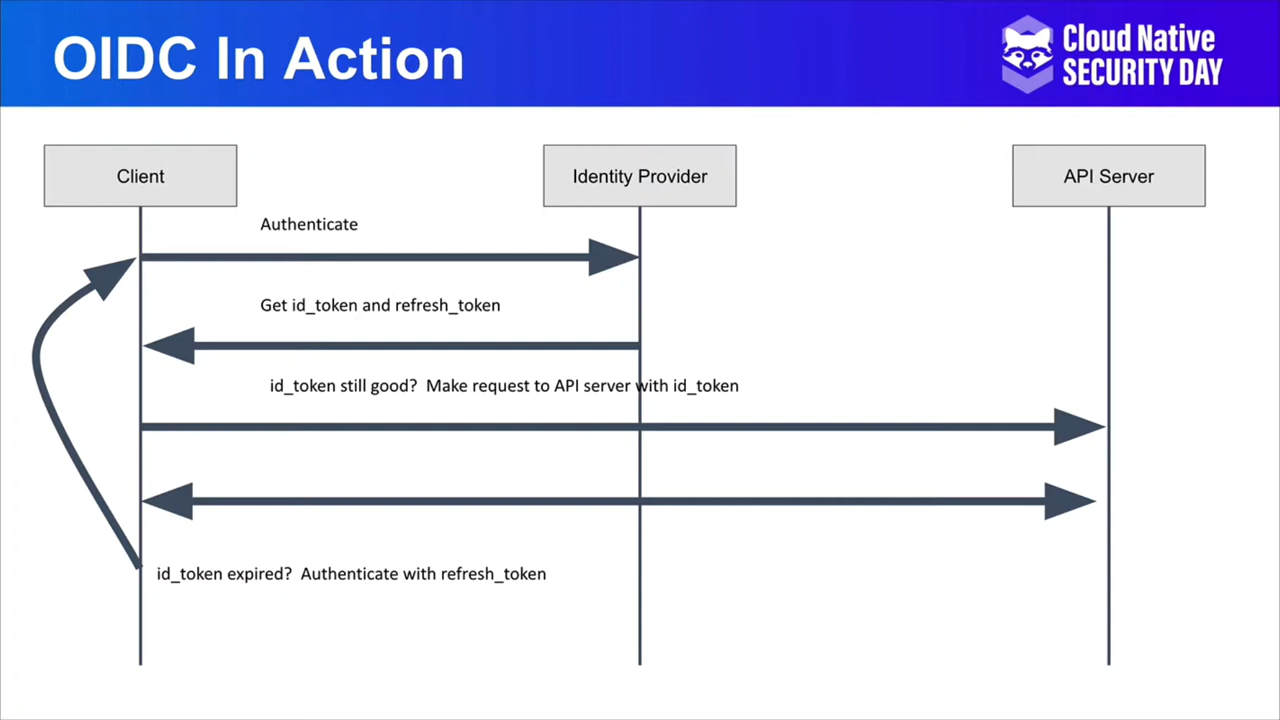 OIDC In Action
Cloud Native
SECURITY DAY
Client
Identity Provider
API Server
Authenticate
Get id_token and refresh_token
id_token still good?  Make request to API server with id_token
id_token expired?  Authenticate with refresh_token